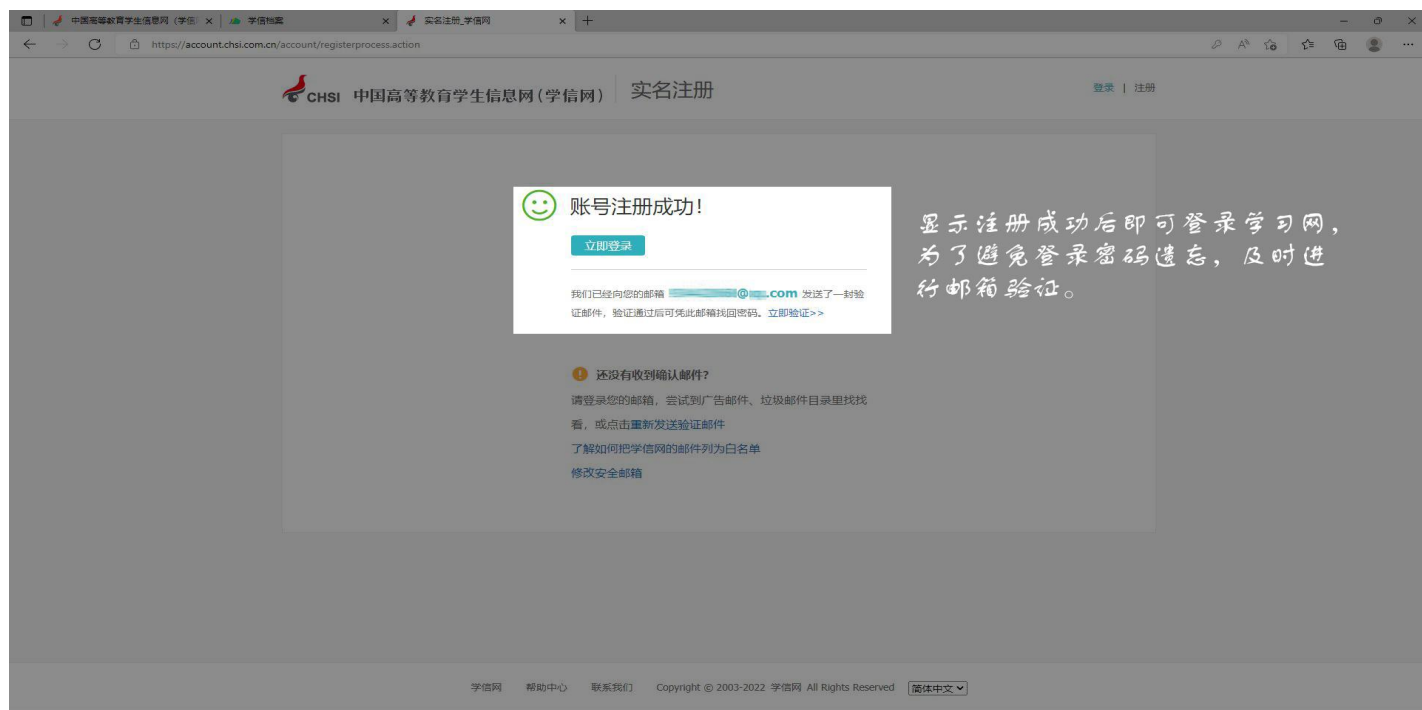 中国高等教育学生信息网（学信
学信档案
实名注册_学信网
https://account.chsi.com.cn/account/registerprocess.action
CHSI 中国高等教育学生信息网(学信网) 实名注册
登录 | 注册
账号注册成功!
立即登录
我们已经向您的邮箱 @ .com 发送了一封验
证邮件，验证通过后可凭此邮箱找回密码。立即验证>>
显示注册成功后即可登录学习网，
为了避免登录密码遗忘，及时进
行邮箱验证。
还没有收到确认邮件?
请登录您的邮箱，尝试到广告邮件、垃圾邮件目录里找找
看，或点击重新发送验证邮件
了解如何把学信网的邮件列为白名单
修改安全邮箱
学信网 帮助中心 联系我们 Copyright © 2003-2022 学信网 All Rights Reserved 简体中文